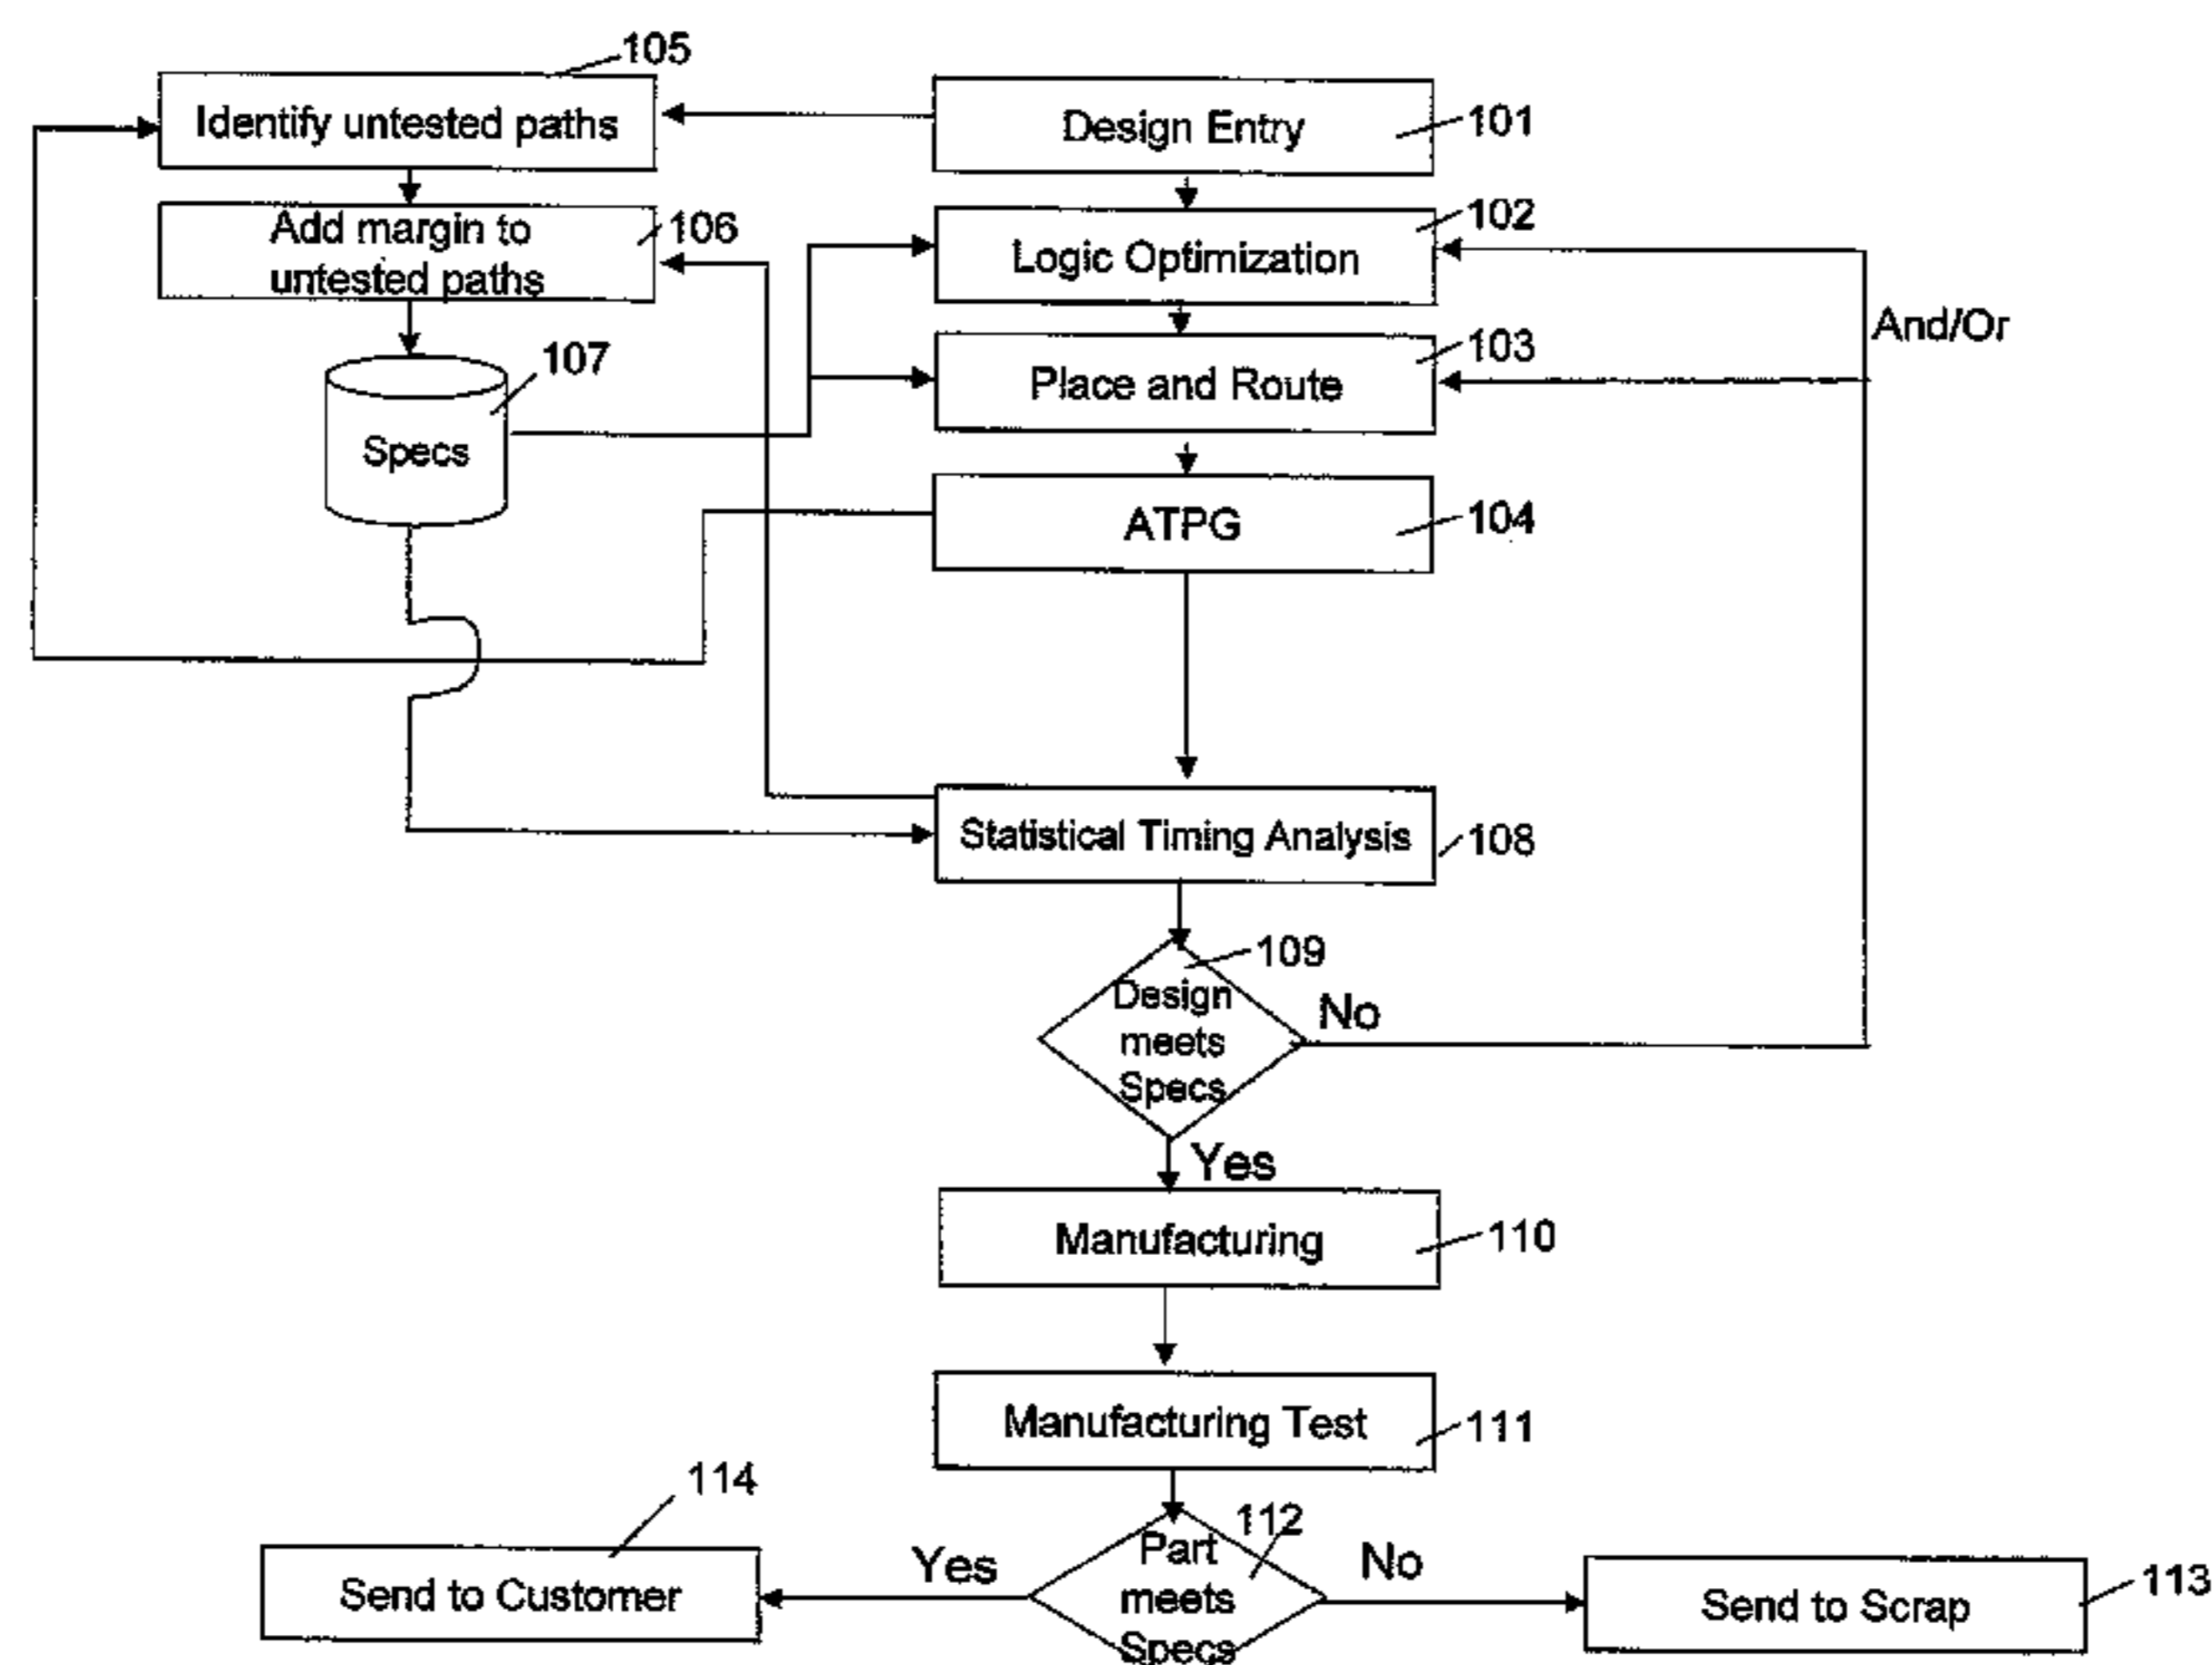 105
Identify untested paths
Design Entry
101
Add margin to
untested paths
106
102
Logic Optimization
And/Or
107
Specs
103
Place and Route
ATPG
104
Statistical Timing Analysis
108
109
Design
meets
Specs
No
Yes
Manufacturing
110
Manufacturing Test
111
114
Send to Customer
Yes
112
Part
meets
Specs
No
Send to Scrap
113